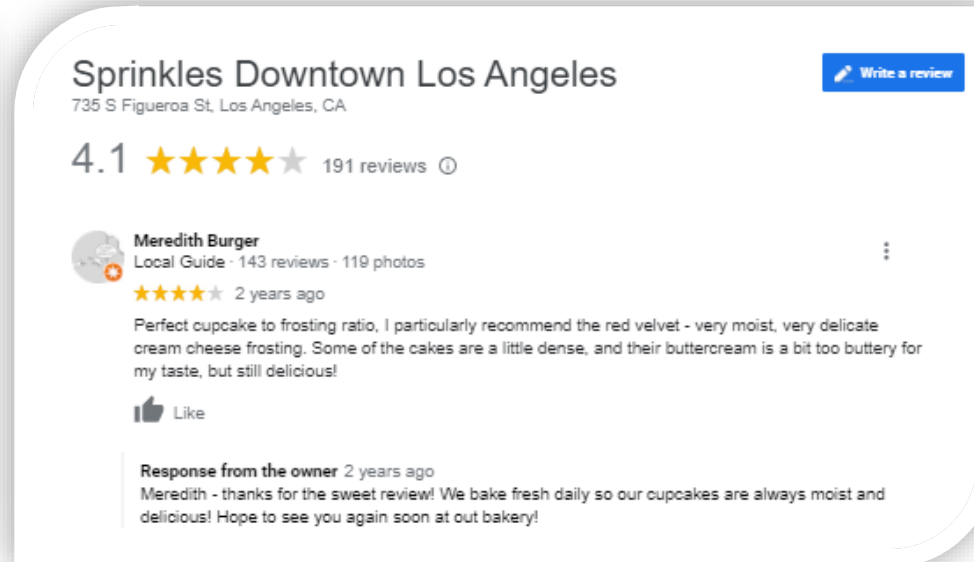 Sprinkles Downtown Los Angeles
Write a review
735 S Figueroa St, Los Angeles, CA
4.1 191 reviews
Meredith Burger
Local Guide · 143 reviews · 119 photos
2 years ago
Perfect cupcake to frosting ratio, I particularly recommend the red velvet - very moist, very delicate
cream cheese frosting. Some of the cakes are a little dense, and their buttercream is a bit too buttery for
my taste, but still delicious!
Like
Response from the owner 2 years ago
Meredith - thanks for the sweet review! We bake fresh daily so our cupcakes are always moist and
delicious! Hope to see you again soon at out bakery!